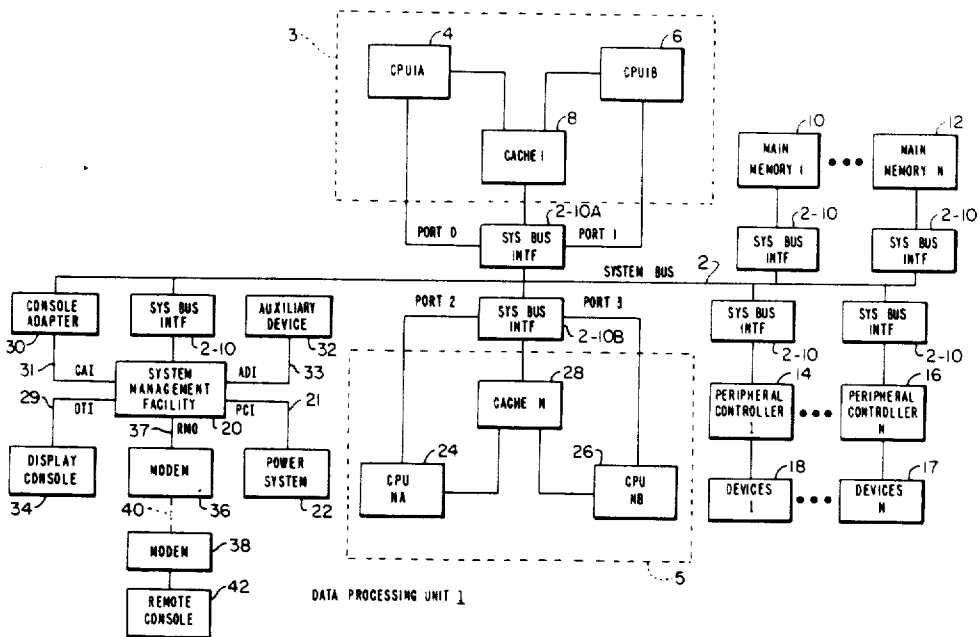 3
4
6
CPU1A
CPU1B
8
CACHE 1
10
12
MAIN
MEMORY 1
MAIN
MEMORY N
2-10A
PORT 0
PORT 1
SYS BUS
INTF
2-10
SYS BUS
INTF
2-10
SYS BUS
INTF
SYSTEM BUS
2
CONSOLE
ADAPTER
30
SYS BUS
INTF
2-10
AUXILIARY
DEVICE
32
PORT 2
PORT 3
SYS BUS
INTF
2-10B
SYS BUS
INTF
2-10
SYS BUS
INTF
2-10
31
CAI
ADI
33
SYSTEM
MANAGEMENT
FACILITY
20
29
DTI
PCI
21
37
RMO
28
CACHE N
14
PERIPHERAL
CONTROLLER
1
16
PERIPHERAL
CONTROLLER
N
DISPLAY
CONSOLE
34
MODEM
36
POWER
SYSTEM
22
24
CPU
NA
26
CPU
NB
18
DEVICES
1
17
DEVICES
N
40
MODEM
38
5
42
REMOTE
CONSOLE
DATA PROCESSING UNIT 1